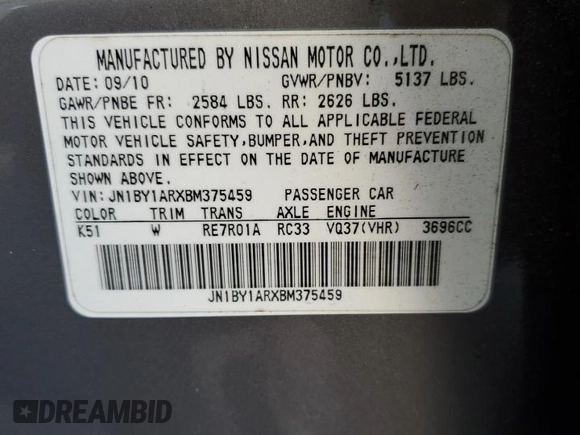 MANUFACTURED BY NISSAN MOTOR CO.,LTD.
DATE: 09/10 GVWR/PNBV: 5137 LBS.
GAWR/PNBE FR: 2584 LBS. RR: 2626 LBS.
THIS VEHICLE CONFORMS TO ALL APPLICABLE FEDERAL
MOTOR VEHICLE SAFETY,BUMPER,AND THEFT PREVENTION
STANDARDS IN EFFECT ON THE DATE OF MANUFACTURE
SHOWN ABOVE.
VIN: JN1BY1ARXBM375459 PASSENGER CAR
COLOR TRIM TRANS AXLE ENGINE
K51 W RE7R01A RC33 VQ37(VHR) 3696CC
JN1BY1ARXBM375459
DREAMBID